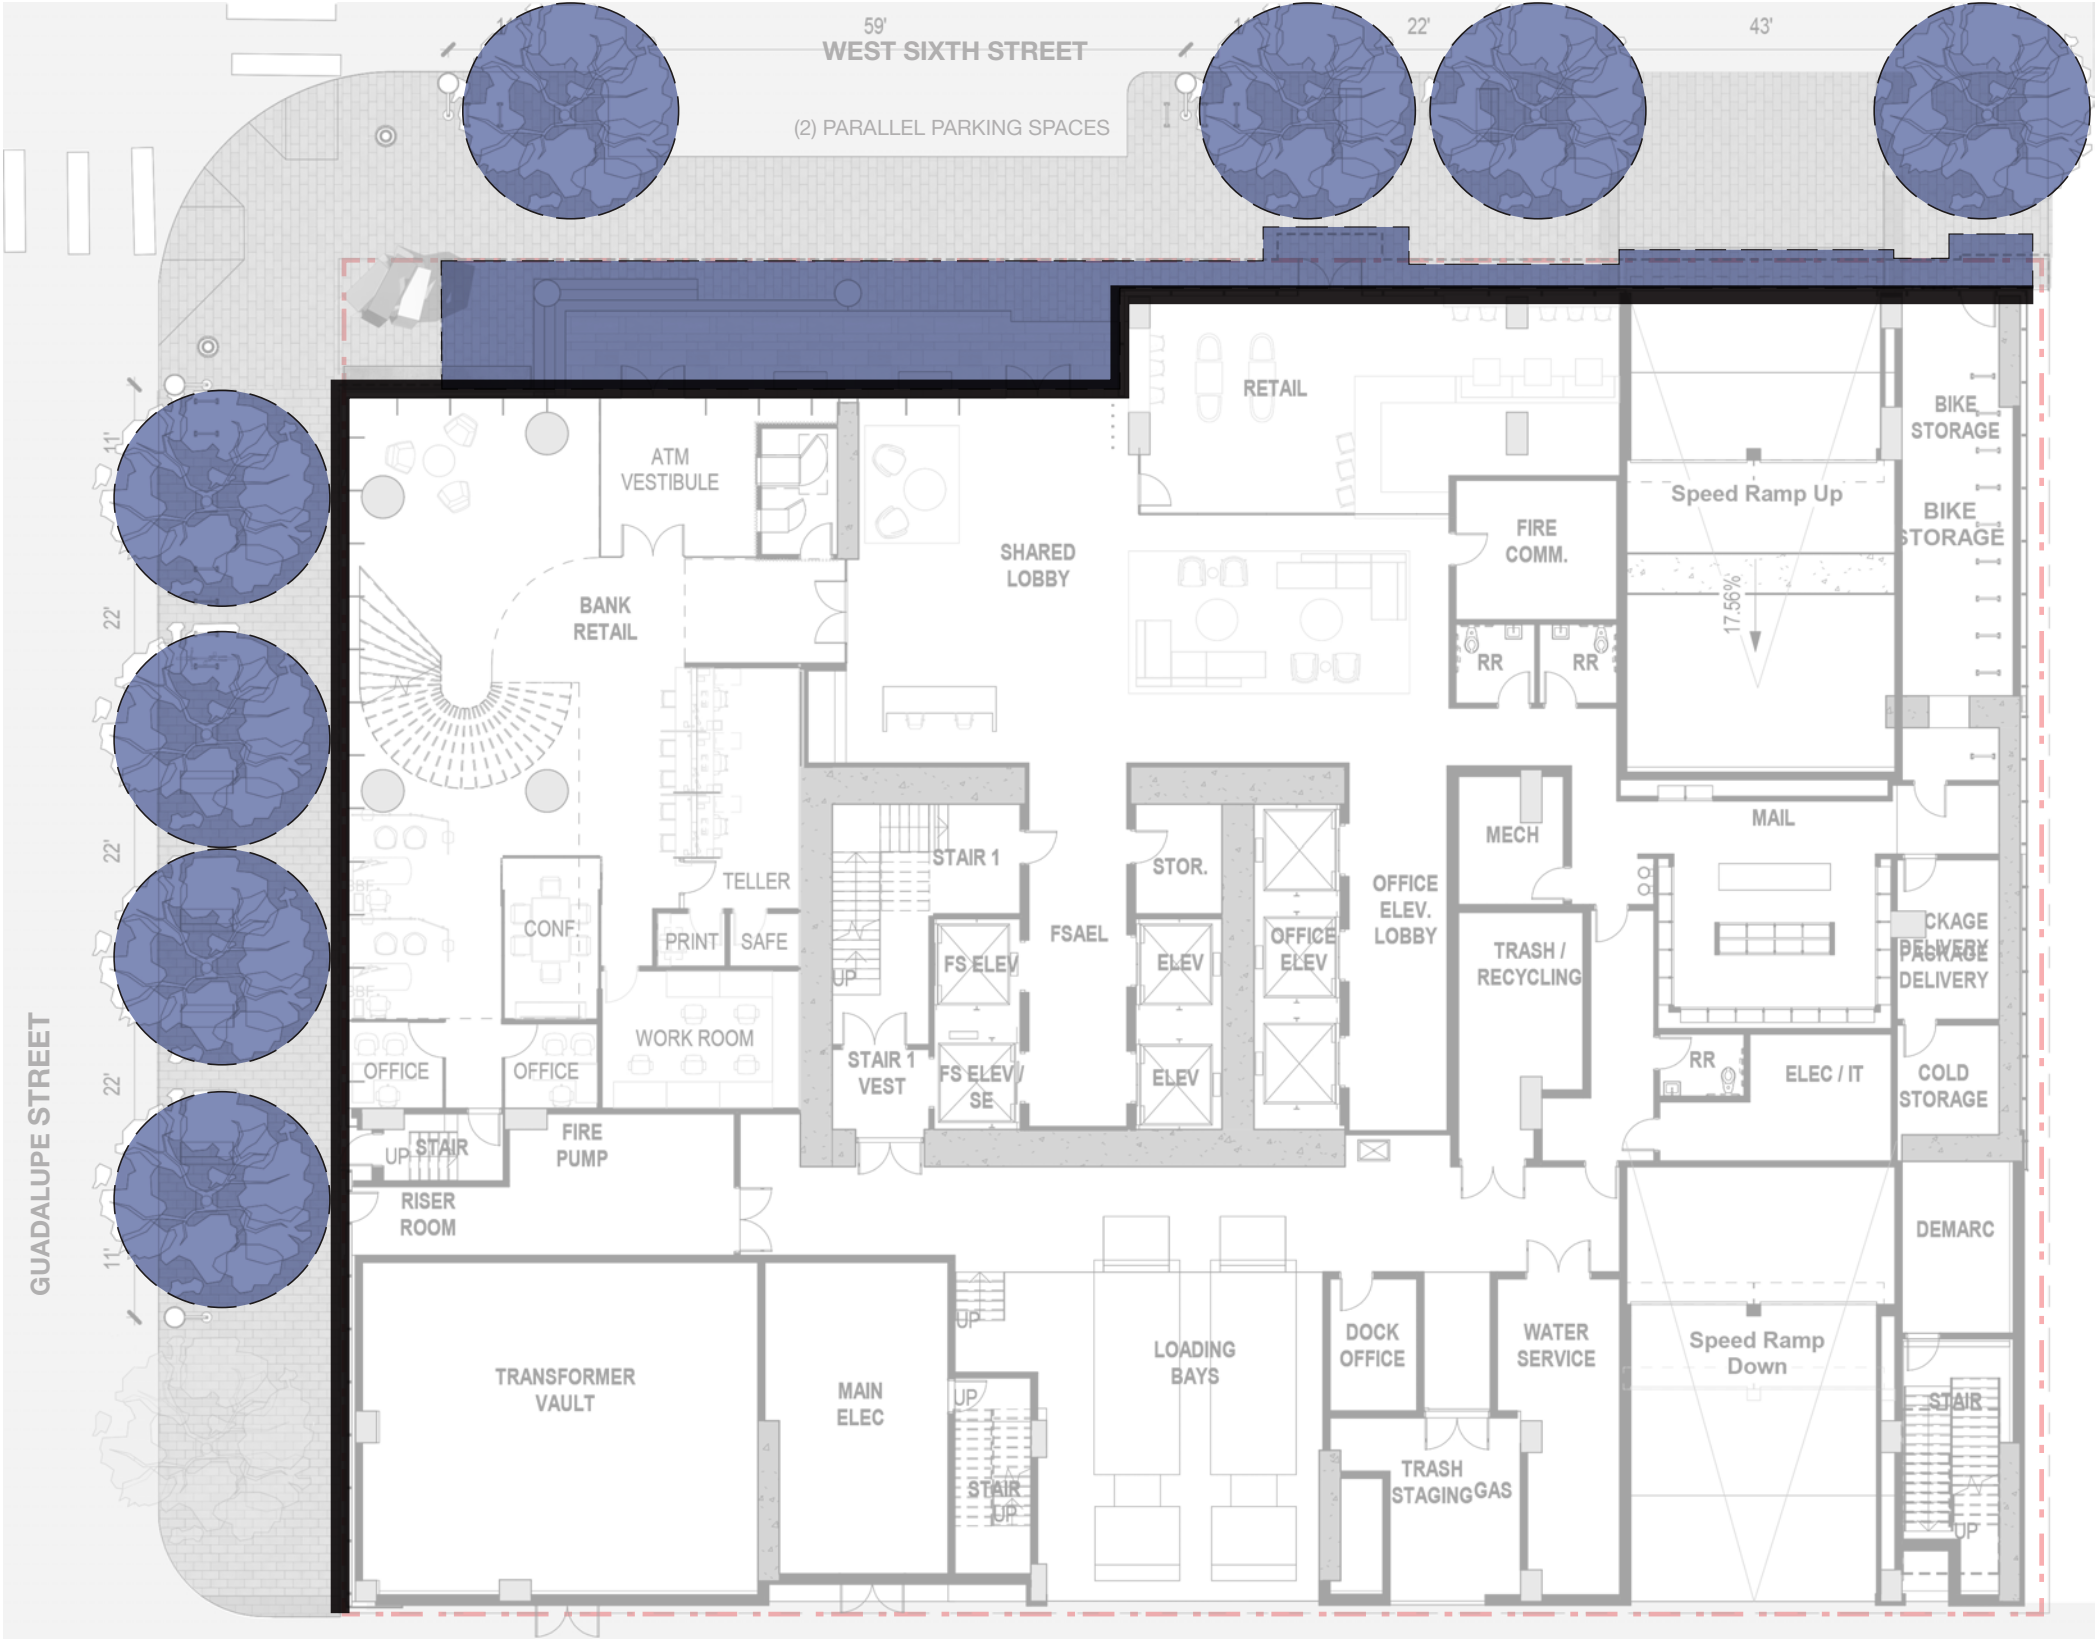 59'
22'
43'
WEST SIXTH STREET
(2) PARALLEL PARKING SPACES
RETAIL
BIKE
STORAGE
11'
ATM
VESTIBULE
Speed Ramp Up
BIKE
STORAGE
FIRE
COMM.
SHARED
LOBBY
17.56%
22'
BANK
RETAIL
RR
RR
MAIL
MECH
22'
STAIR 1
STOR.
TELLER
OFFICE
ELEV.
LOBBY
CONF.
PRINT
SAFE
FSAEL
OFFICE
ELEV
FS ELEV
ELEV
TRASH /
RECYCLING
CKAGE
DELIVERY
PACKAGE
DELIVERY
UP
WORK ROOM
22'
OFFICE
OFFICE
STAIR 1
VEST
FS ELEV /
SE
ELEV
RR
ELEC / IT
COLD
STORAGE
GUADALUPE STREET
UP
STAIR
FIRE
PUMP
RISER
ROOM
11'
DEMARC
UP
DOCK
OFFICE
WATER
SERVICE
Speed Ramp
Down
LOADING
BAYS
TRANSFORMER
VAULT
MAIN
ELEC
UP
STAIR
STAIR
UP
TRASH
STAGING
GAS
UP